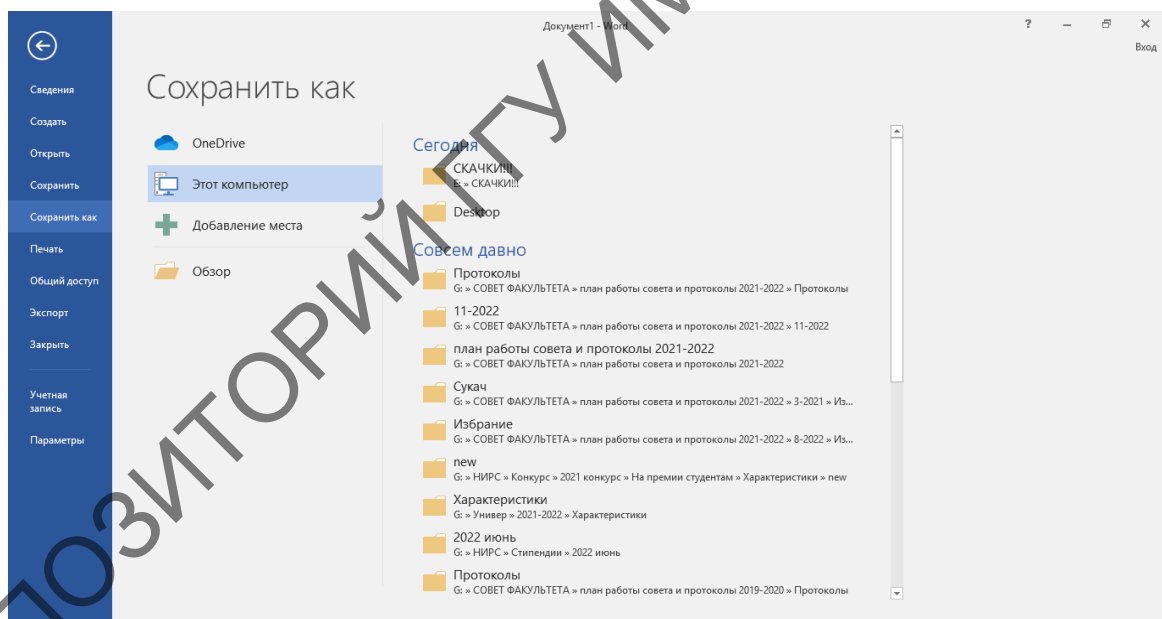 Документ1 - Word
?
Вход
Сведения
Создать
Открыть
Сохранить
Сохранить как
Печать
Общий доступ
Экспорт
Закрыть
Учетная
запись
Параметры
Сохранить как
OneDrive
Этот компьютер
Добавление места
Обзор
Сегодня
СКАЧКИ!!!
E: » СКАЧКИ!!!
Desktop
Совсем давно
Протоколы
G: » СОВЕТ ФАКУЛЬТЕТА » план работы совета и протоколы 2021-2022 » Протоколы
11-2022
G: » СОВЕТ ФАКУЛЬТЕТА » план работы совета и протоколы 2021-2022 » 11-2022
план работы совета и протоколы 2021-2022
G: » СОВЕТ ФАКУЛЬТЕТА » план работы совета и протоколы 2021-2022
Сукач
G: » СОВЕТ ФАКУЛЬТЕТА » план работы совета и протоколы 2021-2022 » 3-2021 » Из...
Избрание
G: » СОВЕТ ФАКУЛЬТЕТА » план работы совета и протоколы 2021-2022 » 8-2022 » Из...
new
G: » НИРС » Конкурс » 2021 конкурс » На премии студентам » Характеристики » new
Характеристики
G: » Универ » 2021-2022 » Характеристики
2022 июнь
G: » НИРС » Стипендии » 2022 июнь
Протоколы
G: » СОВЕТ ФАКУЛЬТЕТА » план работы совета и протоколы 2019-2020 » Протоколы
ПОЗИТОРИЙ ГГУ ИМ